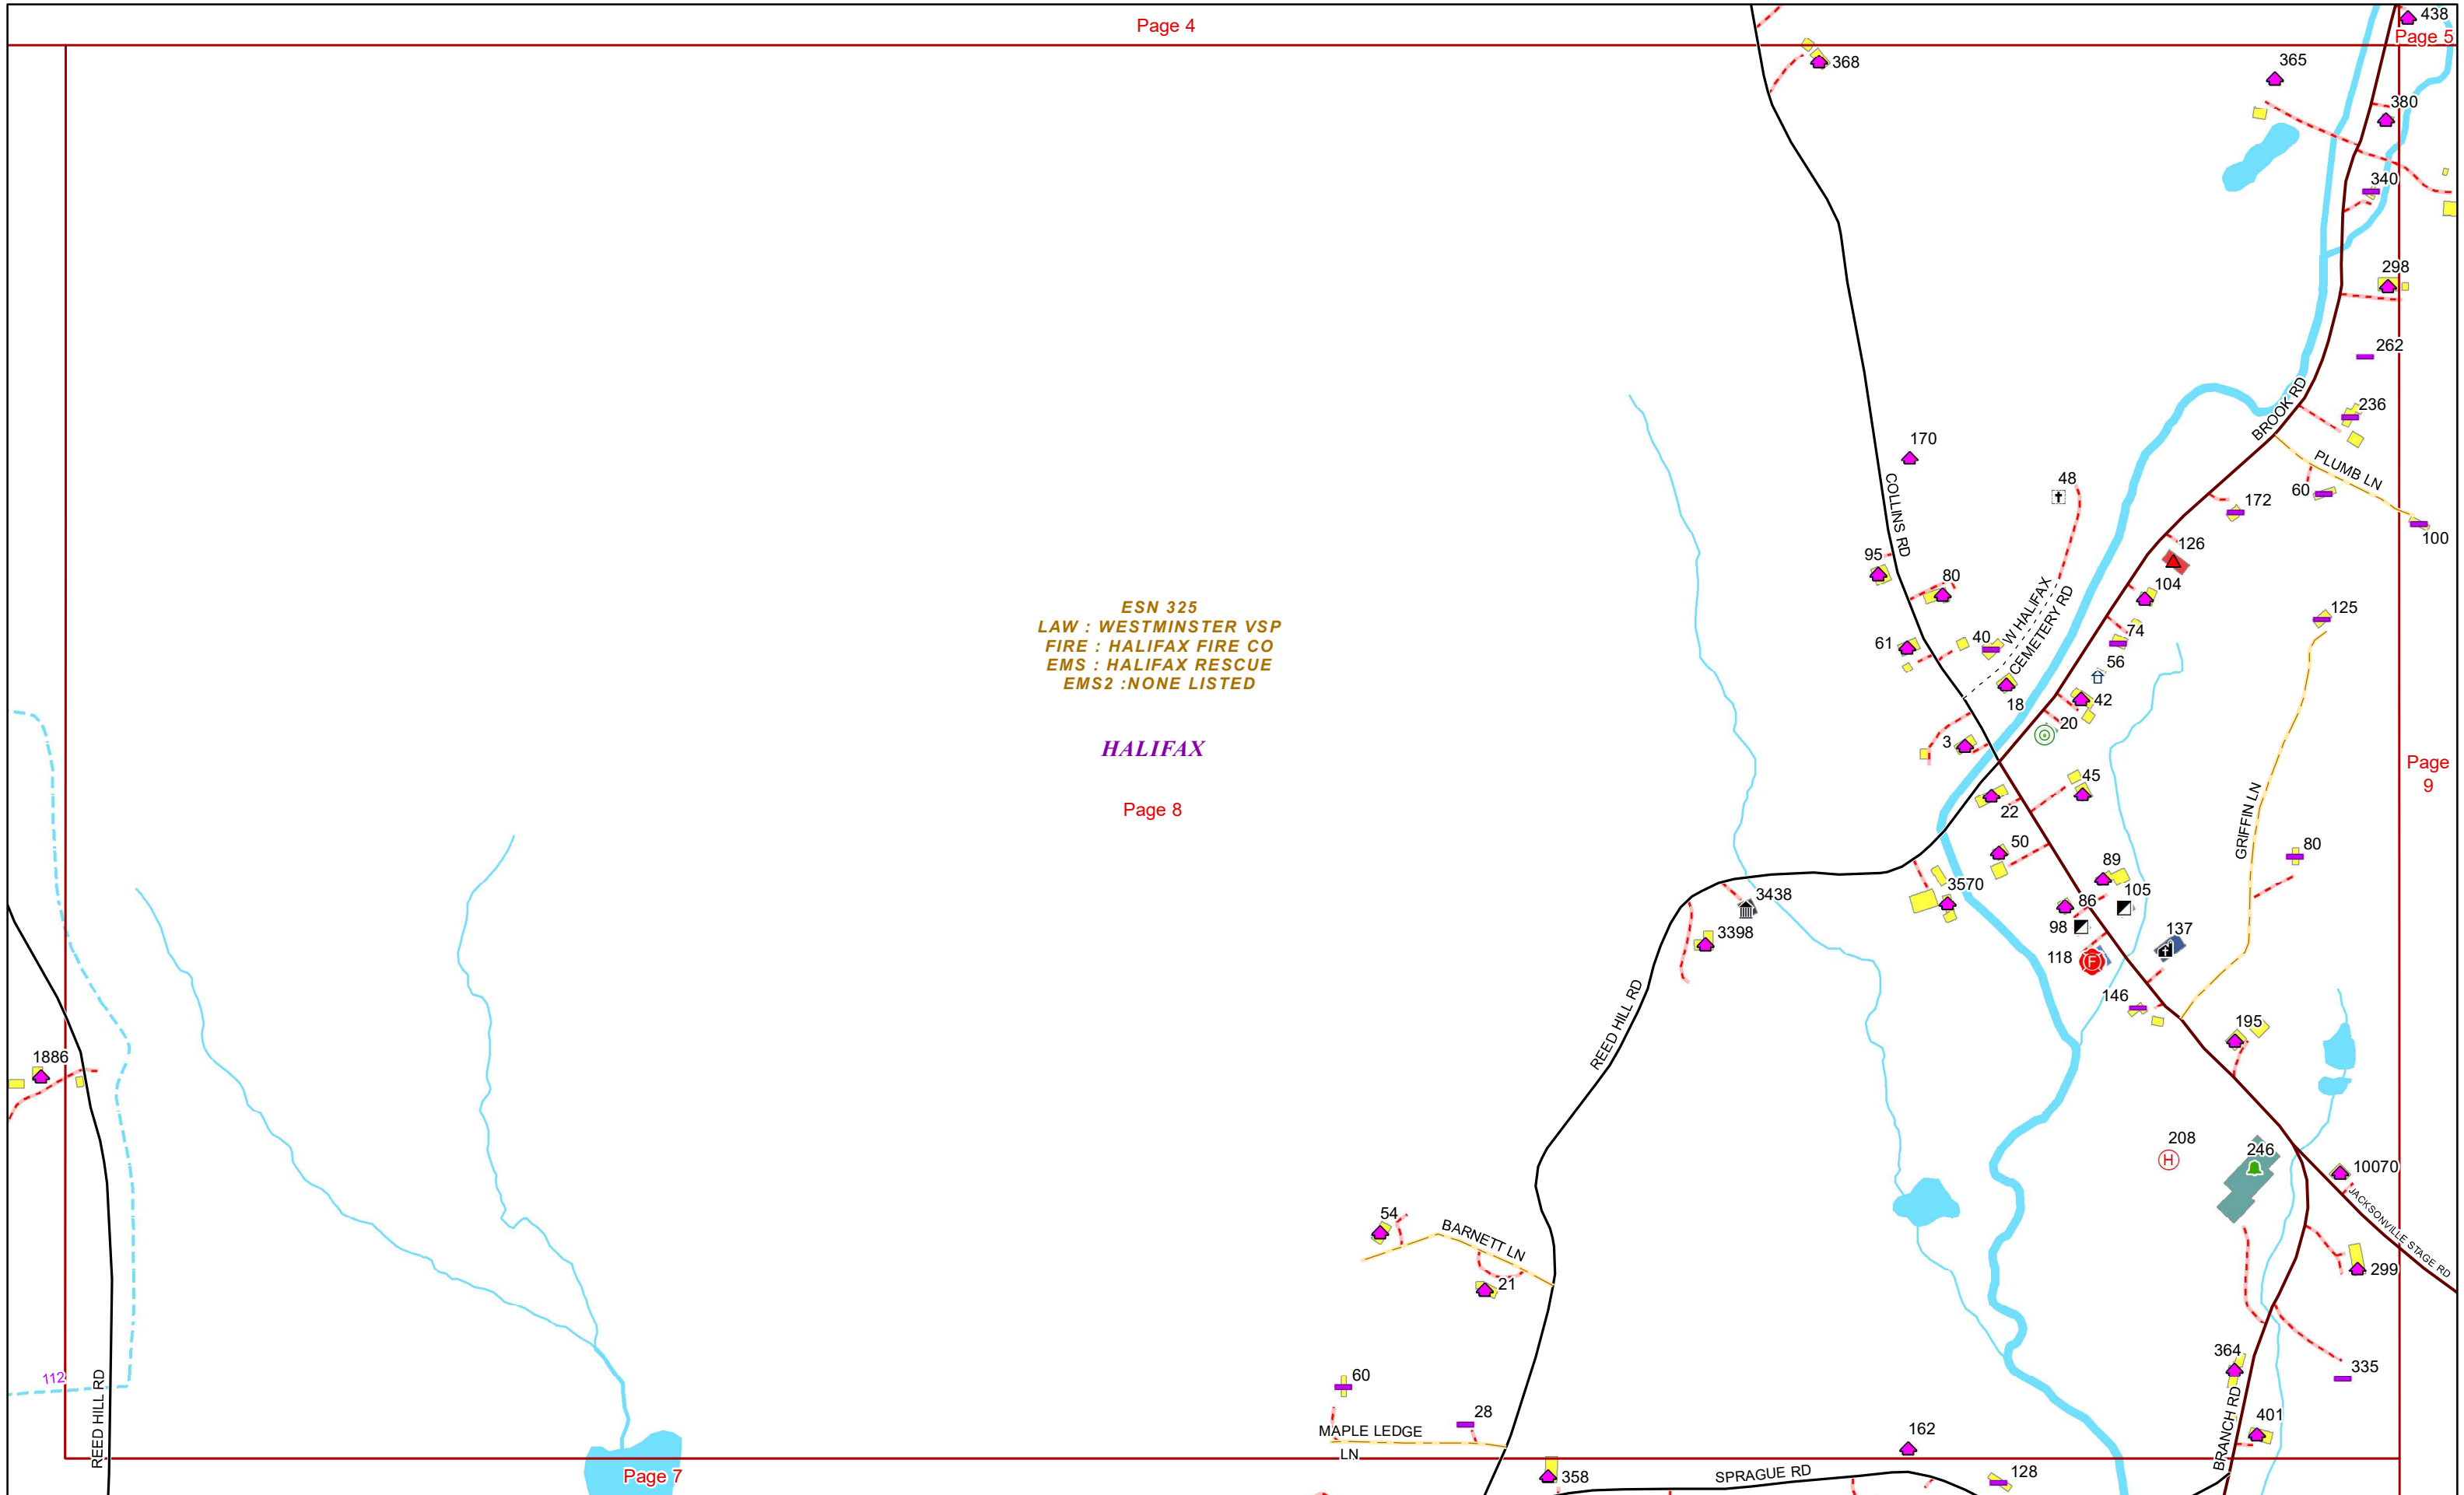 Page 4
438
Page 5
368
365
380
340
298
262
236
BROOK RD
170
PLUMB LN
48
60
172
COLLINS RD
100
126
95
80
104
W HALIFAX
CEMETERY RD
ESN 325
LAW : WESTMINSTER VSP
FIRE : HALIFAX FIRE CO
EMS : HALIFAX RESCUE
EMS2 :NONE LISTED
125
74
40
61
56
18
42
20
3
HALIFAX
Page
9
45
Page 8
22
GRIFFIN LN
50
80
89
3570
105
3438
86
98
137
3398
118
146
REED HILL RD
195
1886
208
246
10070
JACKSONVILLE STAGE RD
54
BARNETT LN
299
21
364
335
60
112
28
401
BRANCH RD
REED HILL RD
MAPLE LEDGE
LN
162
Page 7
358
SPRAGUE RD
128
F
H